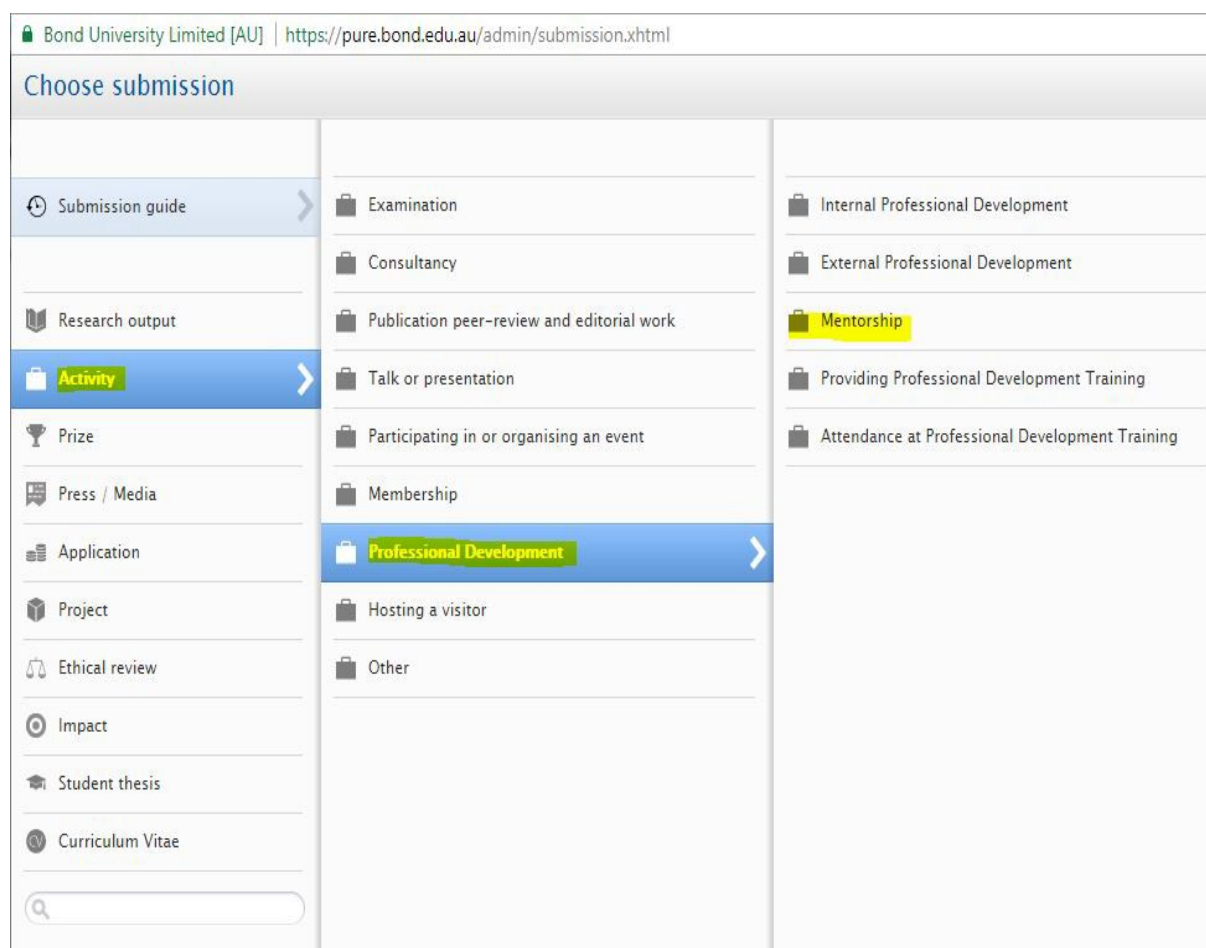 Bond University Limited [AU] | https://pure.bond.edu.au/admin/submission.xhtml
Choose submission
Submission guide
Research output
Activity
Prize
Press / Media
Application
Project
Ethical review
Impact
Student thesis
Curriculum Vitae
Examination
Consultancy
Publication peer-review and editorial work
Talk or presentation
Participating in or organising an event
Membership
Professional Development
Hosting a visitor
Other
Internal Professional Development
External Professional Development
Mentorship
Providing Professional Development Training
Attendance at Professional Development Training